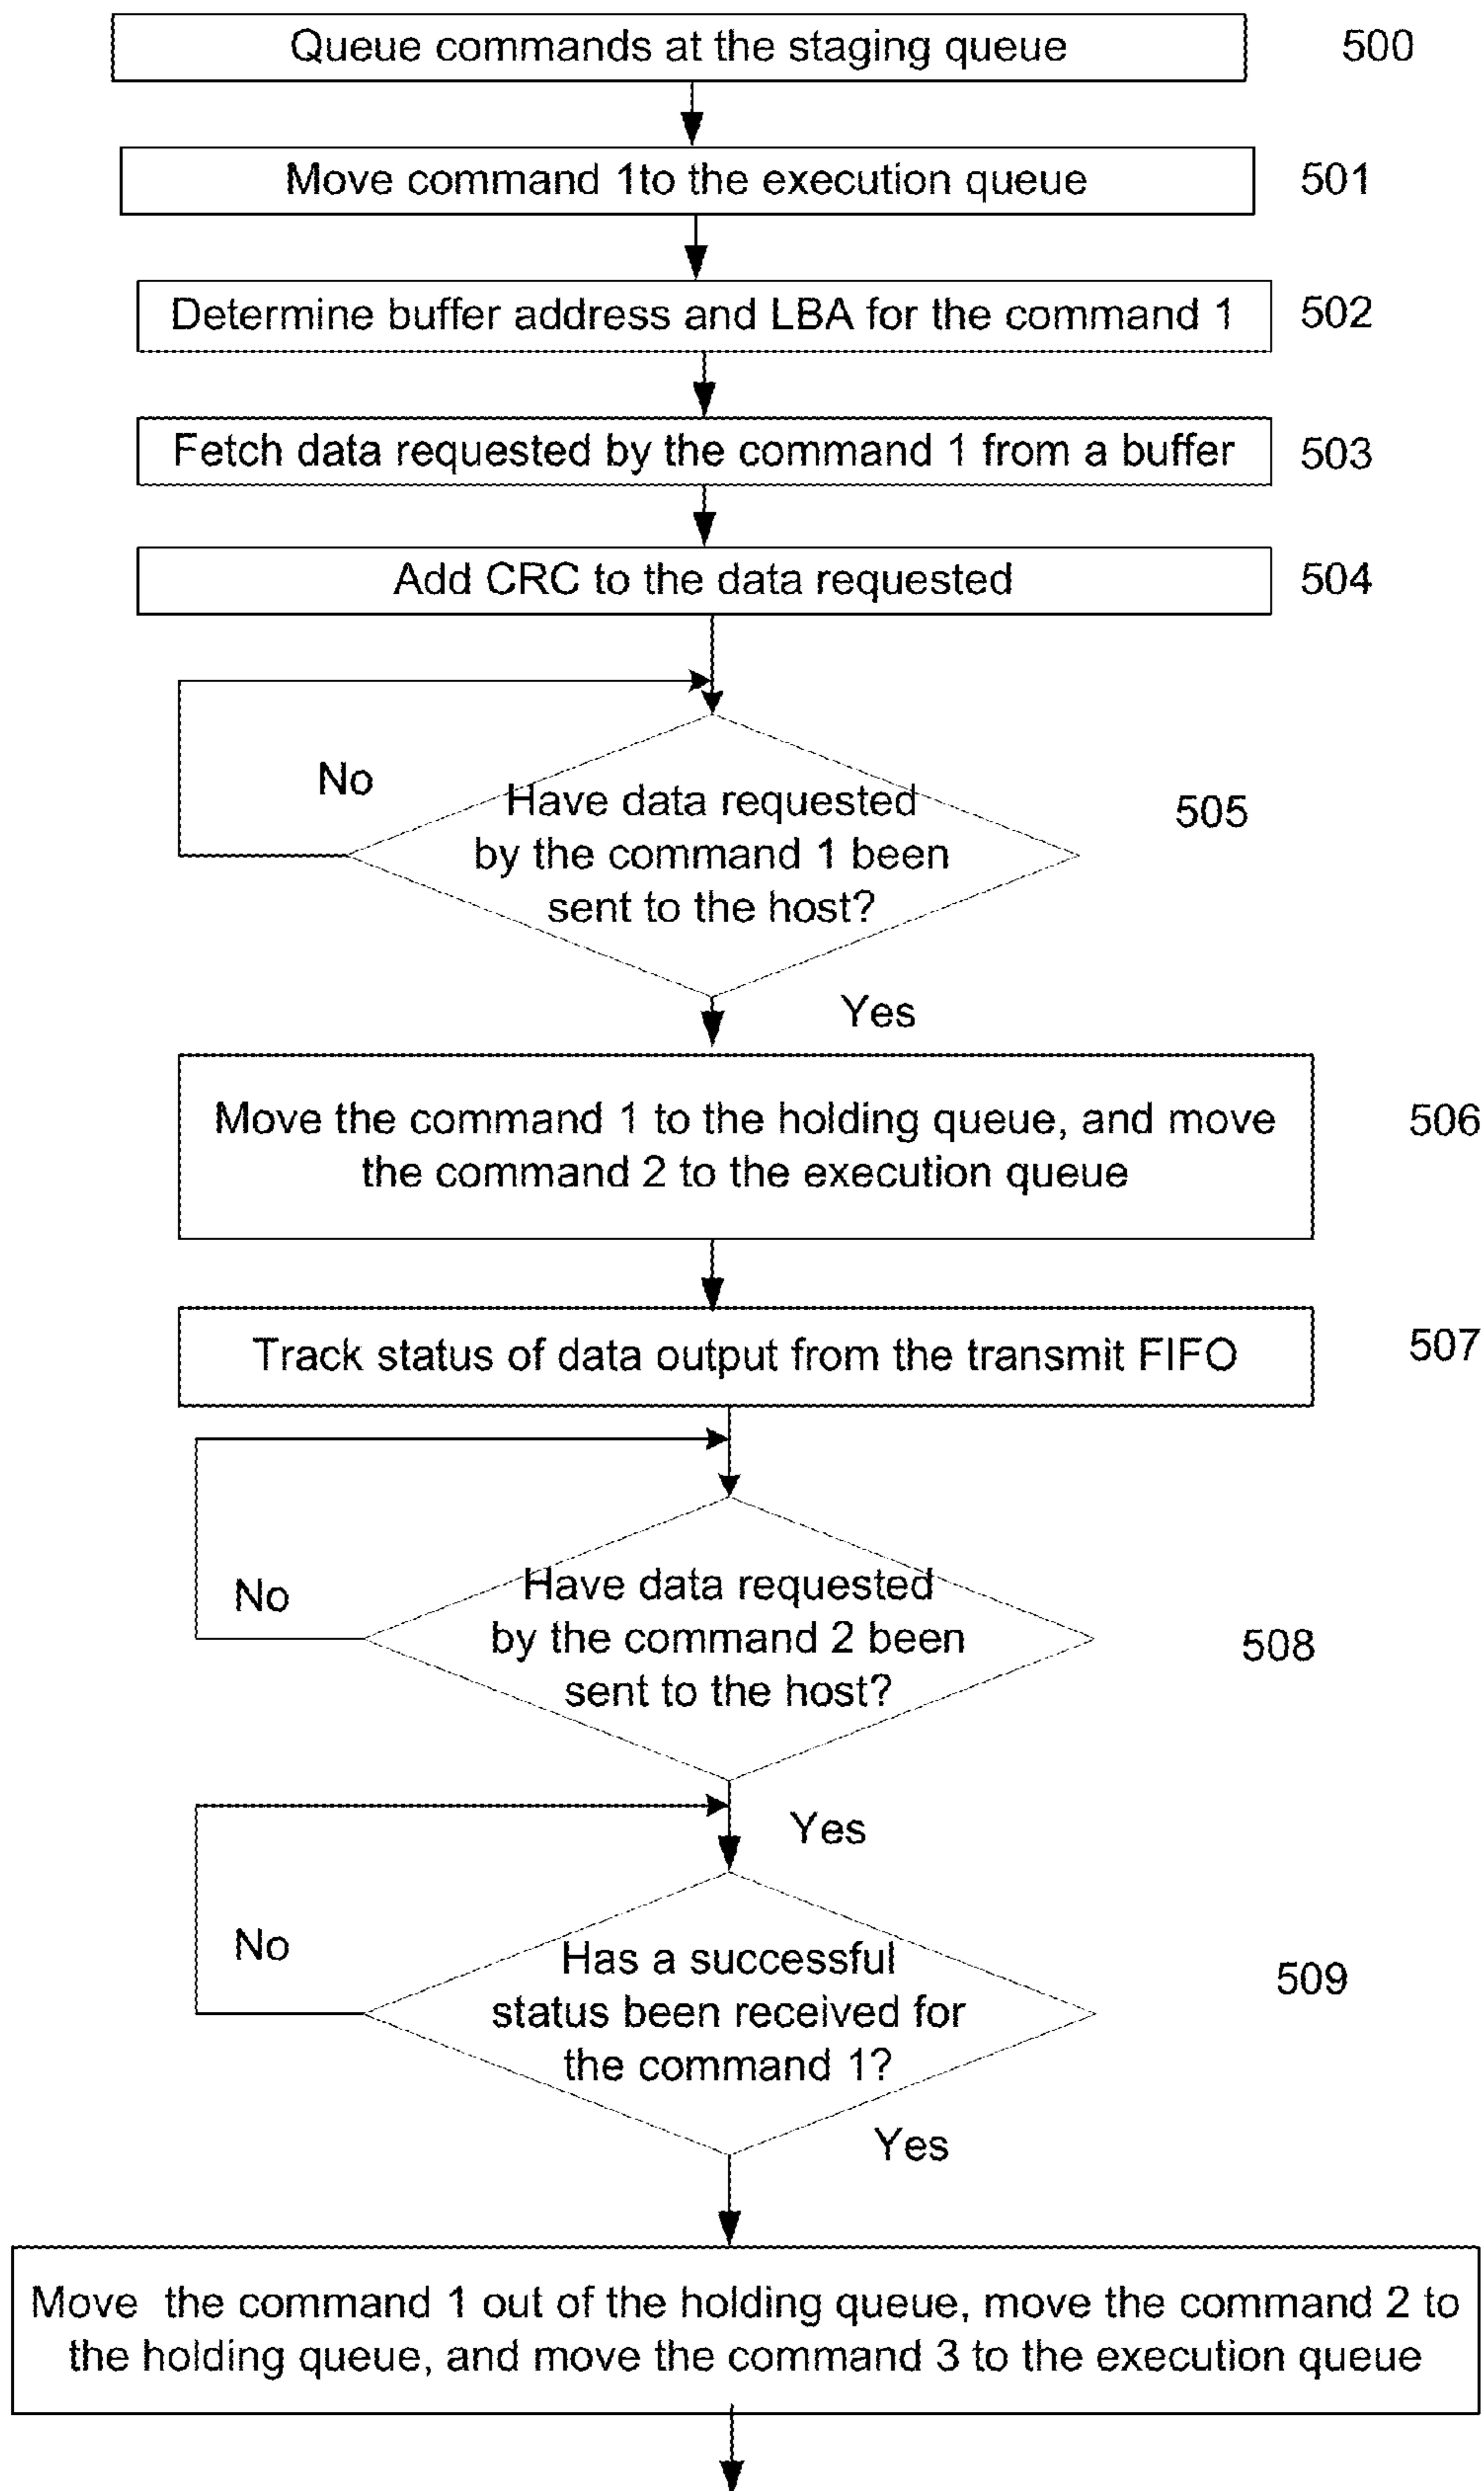 Queue commands at the staging queue 500
Move command 1to the execution queue 501
Determine buffer address and LBA for the command 1 502
Fetch data requested by the command 1 from a buffer 503
Add CRC to the data requested 504
No
Have data requested
by the command 1 been
sent to the host?
505
Yes
Move the command 1 to the holding queue, and move
the command 2 to the execution queue
506
Track status of data output from the transmit FIFO 507
No
Have data requested
by the command 2 been
sent to the host?
508
Yes
No
Has a successful
status been received for
the command 1?
509
Yes
Move the command 1 out of the holding queue, move the command 2 to
the holding queue, and move the command 3 to the execution queue